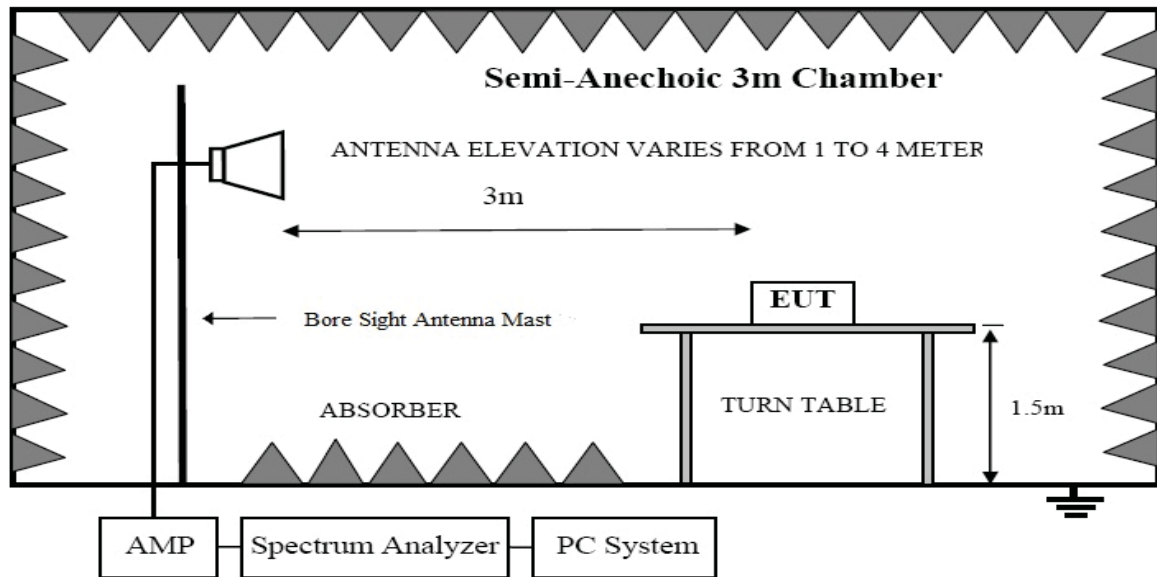 Semi-Anechoic 3m Chamber
ANTENNA ELEVATION VARIES FROM 1 TO 4 METER
3m
EUT
Bore Sight Antenna Mast
ABSORBER
TURN TABLE
1.5m
AMP
Spectrum Analyzer
PC System